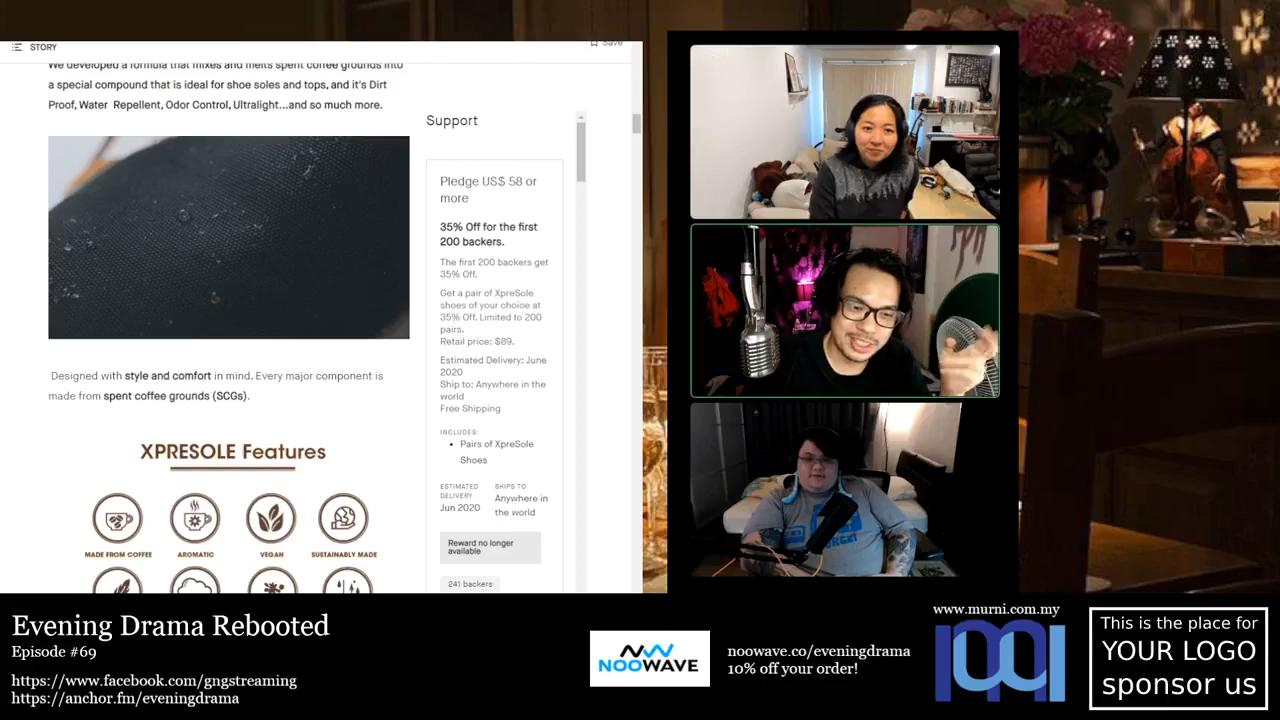 STORY
Save
We developed a formula that mixes and melts spent coffee grounds into
a special compound that is ideal for shoe soles and tops, and it's Dirt
Proof, Water Repellent, Odor Control, Ultralight...and so much more.
Designed with style and comfort in mind. Every major component is
made from spent coffee grounds (SCGs).
XPRESOLE Features
MADE FROM COFFEE
AROMATIC
VEGAN
SUSTAINABLY MADE
Support
Pledge US$ 58 or
more
35% Off for the first
200 backers.
The first 200 backers get
35% Off.
Get a pair of XpreSole
shoes of your choice at
35% Off. Limited to 200
pairs.
Retail price: $89.
Estimated Delivery: June
2020
Ship to: Anywhere in the
world
Free Shipping
INCLUDES:
• Pairs of XpreSole
Shoes
ESTIMATED
DELIVERY
Jun 2020
SHIPS TO
Anywhere in
the world
Reward no longer
available
241 backers
Evening Drama Rebooted
Episode #69
https://www.facebook.com/gngstreaming
https://anchor.fm/eveningdrama
NOOWAVE
noowave.co/eveningdrama
10% off your order!
www.murni.com.my
This is the place for
YOUR LOGO
sponsor us